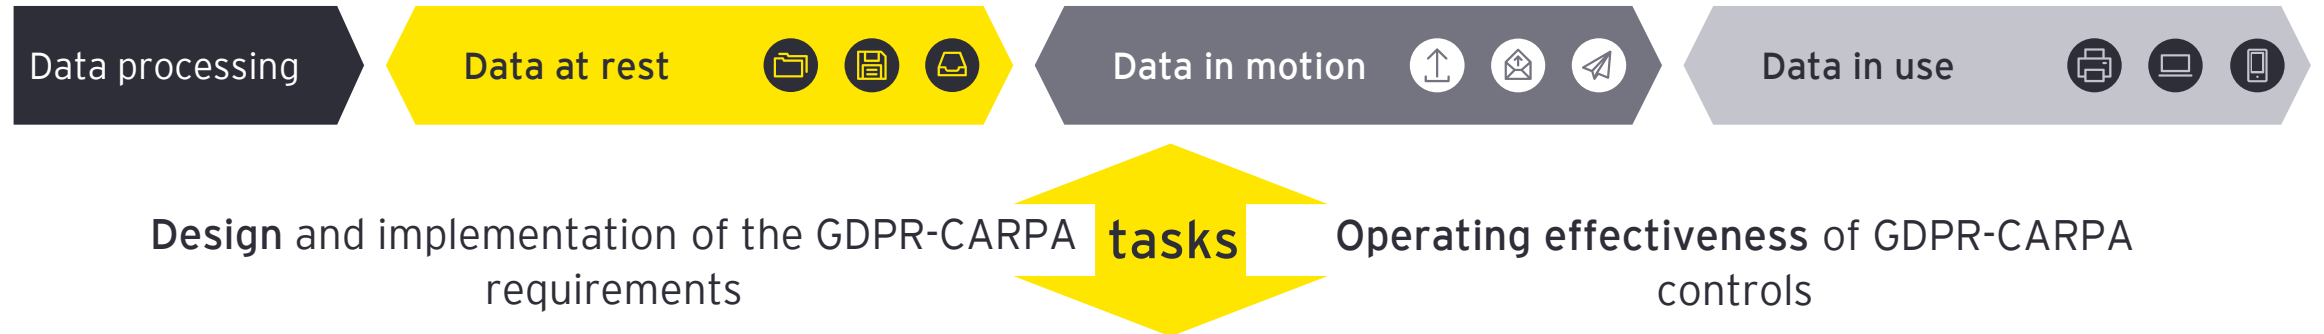 Data processing
Data at rest
Data in motion
Data in use
Design and implementation of the GDPR-CARPA
requirements
tasks
Operating effectiveness of GDPR-CARPA
controls